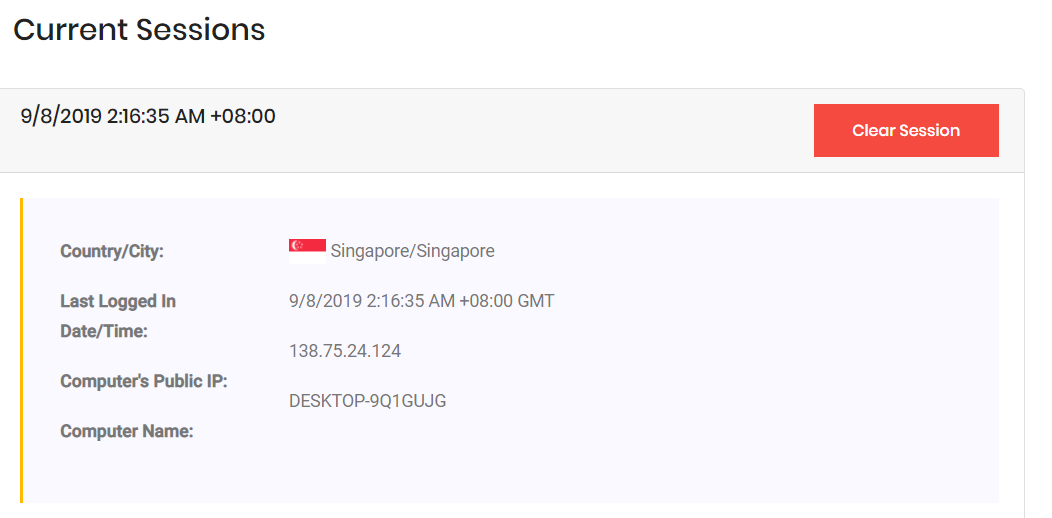 Current Sessions
9/8/2019 2:16:35 AM +08:00
Clear Session
Country/City:
Singapore/Singapore
Last Logged In
Date/Time:
9/8/2019 2:16:35 AM +08:00 GMT
138.75.24.124
Computer's Public IP:
DESKTOP-9Q1GUJG
Computer Name: